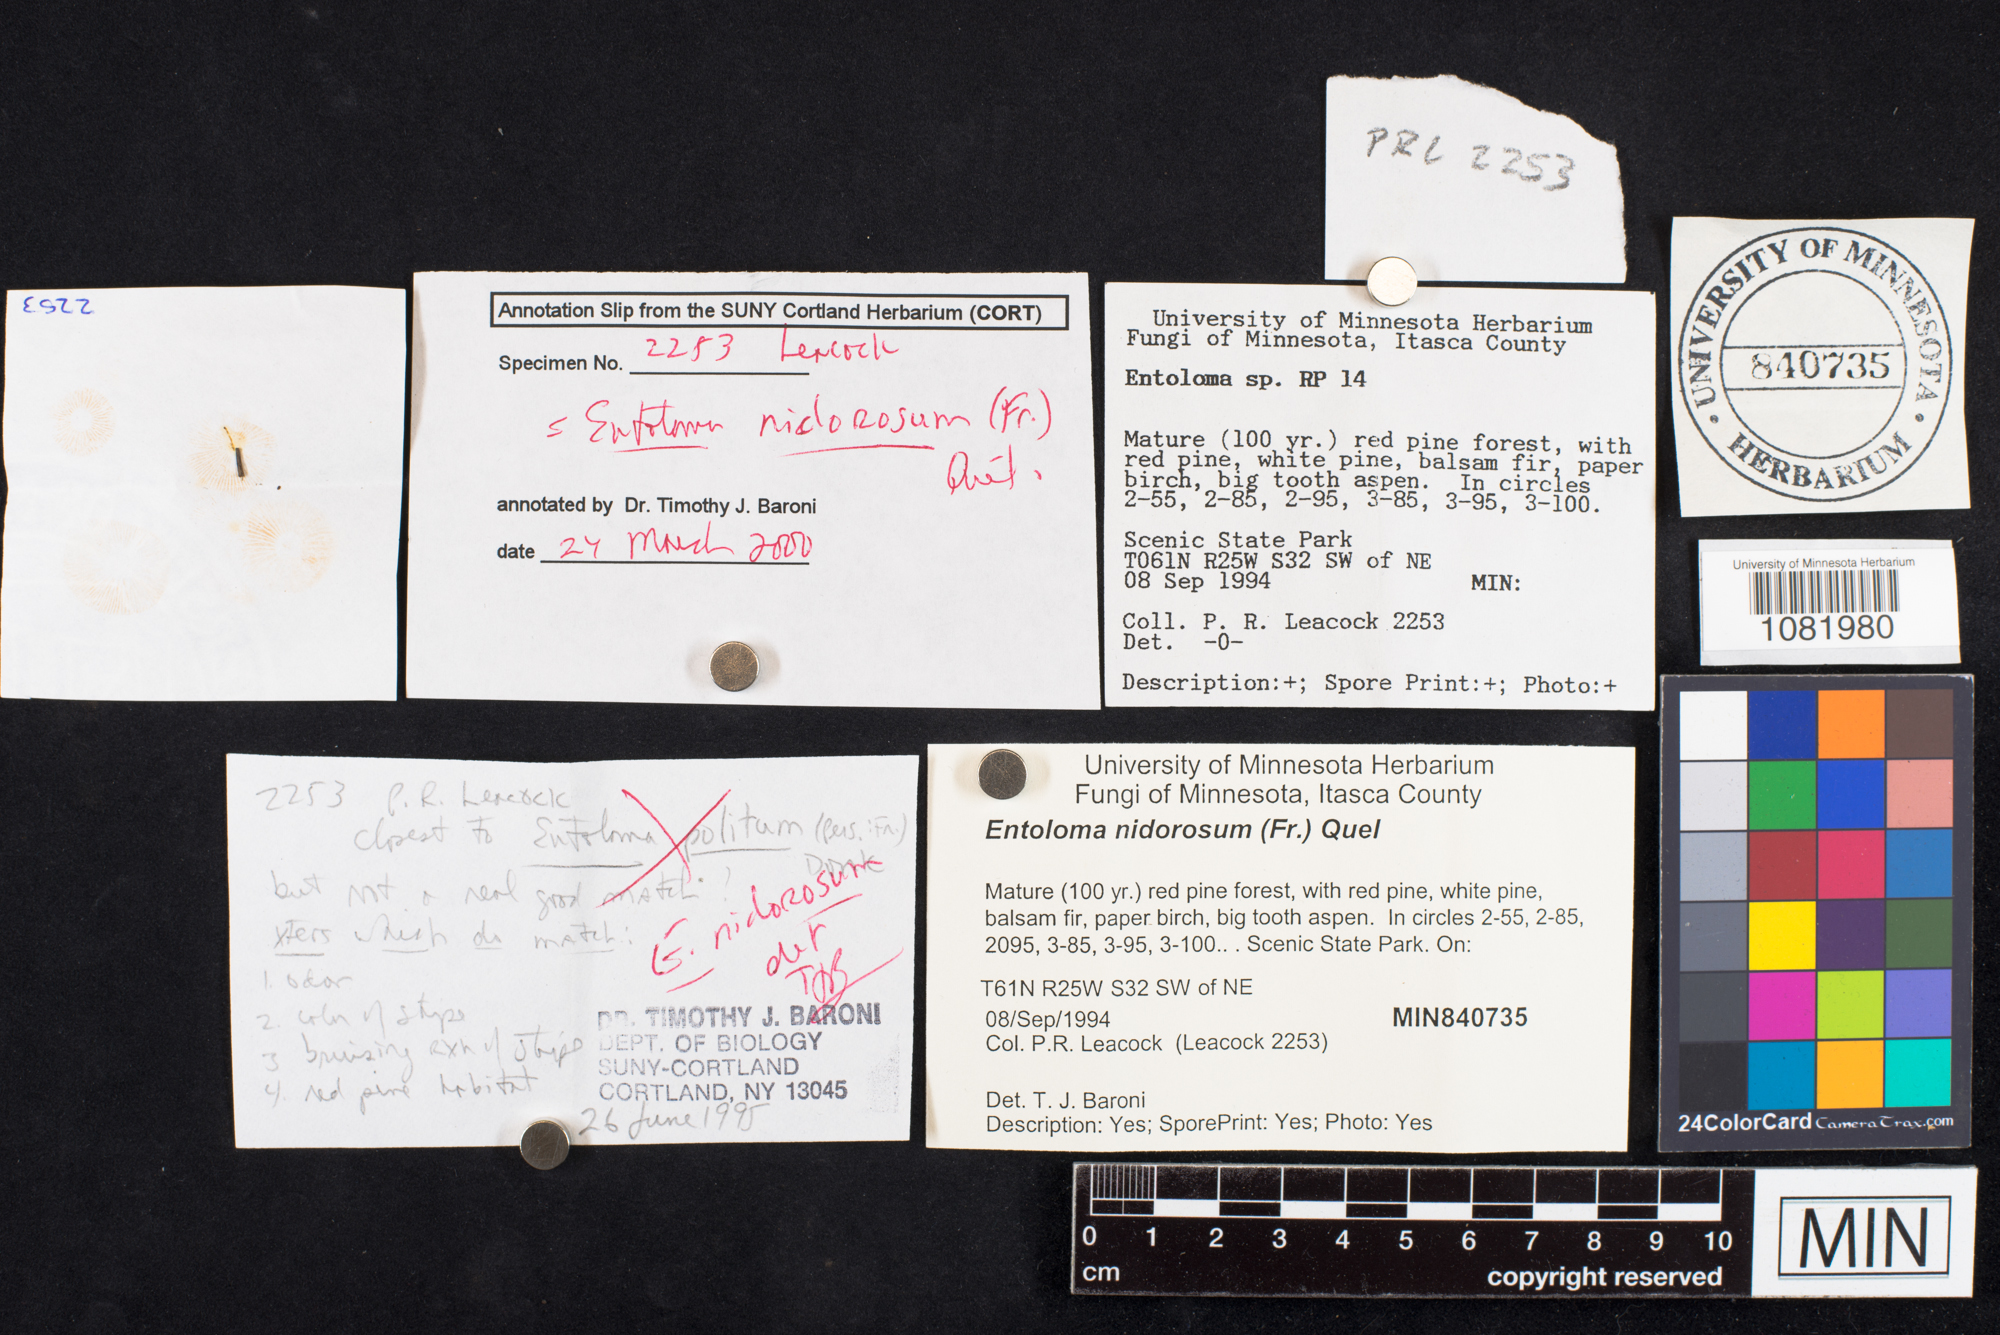 PRL 2253
2253
Annotation Slip from the SUNY Cortland Herbarium (CORT)
Specimen No. 2253 Leacock
= Entoloma nidorosum (Fr.)
Quél.
annotated by Dr. Timothy J. Baroni
date 24 March 2000
University of Minnesota Herbarium
Fungi of Minnesota, Itasca County
Entoloma sp. RP 14
Mature (100 yr.) red pine forest, with
red pine, white pine, balsam fir, paper
birch, big tooth aspen. In circles
2-55, 2-85, 2-95, 3-85, 3-95, 3-100.
Scenic State Park
T061N R25W S32 SW of NE
08 Sep 1994 MIN:
Coll. P. R. Leacock 2253
Det. -0-
Description:+; Spore Print:+; Photo:+
UNIVERSITY OF MINNESOTA
840735
• HERBARIUM •
University of Minnesota Herbarium
1081980
2253 P. R. Leacock
closest to Entoloma politum (Pers.:Fr.)
Donk
but not a real good match?
xters which do match:
1. odor
2. color of stips
3 bruising rxn of stips
4. red pine habitat
E. nidorosum
det
TJB
DR. TIMOTHY J. BARONI
DEPT. OF BIOLOGY
SUNY-CORTLAND
CORTLAND, NY 13045
26 June 1995
University of Minnesota Herbarium
Fungi of Minnesota, Itasca County
Entoloma nidorosum (Fr.) Quel
Mature (100 yr.) red pine forest, with red pine, white pine,
balsam fir, paper birch, big tooth aspen. In circles 2-55, 2-85,
2095, 3-85, 3-95, 3-100.. . Scenic State Park. On:
T61N R25W S32 SW of NE
08/Sep/1994 MIN840735
Col. P.R. Leacock (Leacock 2253)
Det. T. J. Baroni
Description: Yes; SporePrint: Yes; Photo: Yes
24ColorCard CameraTrax.com
0 1 2 3 4 5 6 7 8 9 10
cm
copyright reserved
MIN